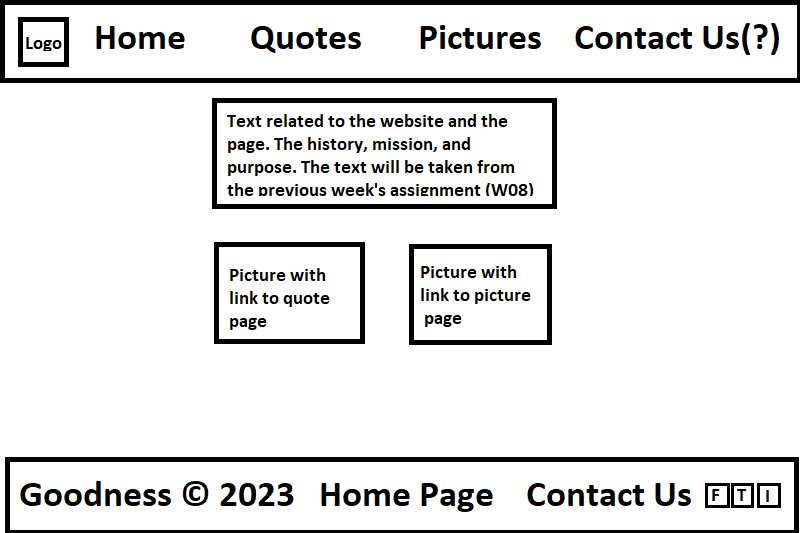 Logo Home Quotes Pictures Contact Us(?)
Text related to the website and the
page. The history, mission, and
purpose. The text will be taken from
the previous week's assignment (W08)
Picture with
link to quote
page
Picture with
link to picture
page
Goodness © 2023 Home Page Contact Us F T I